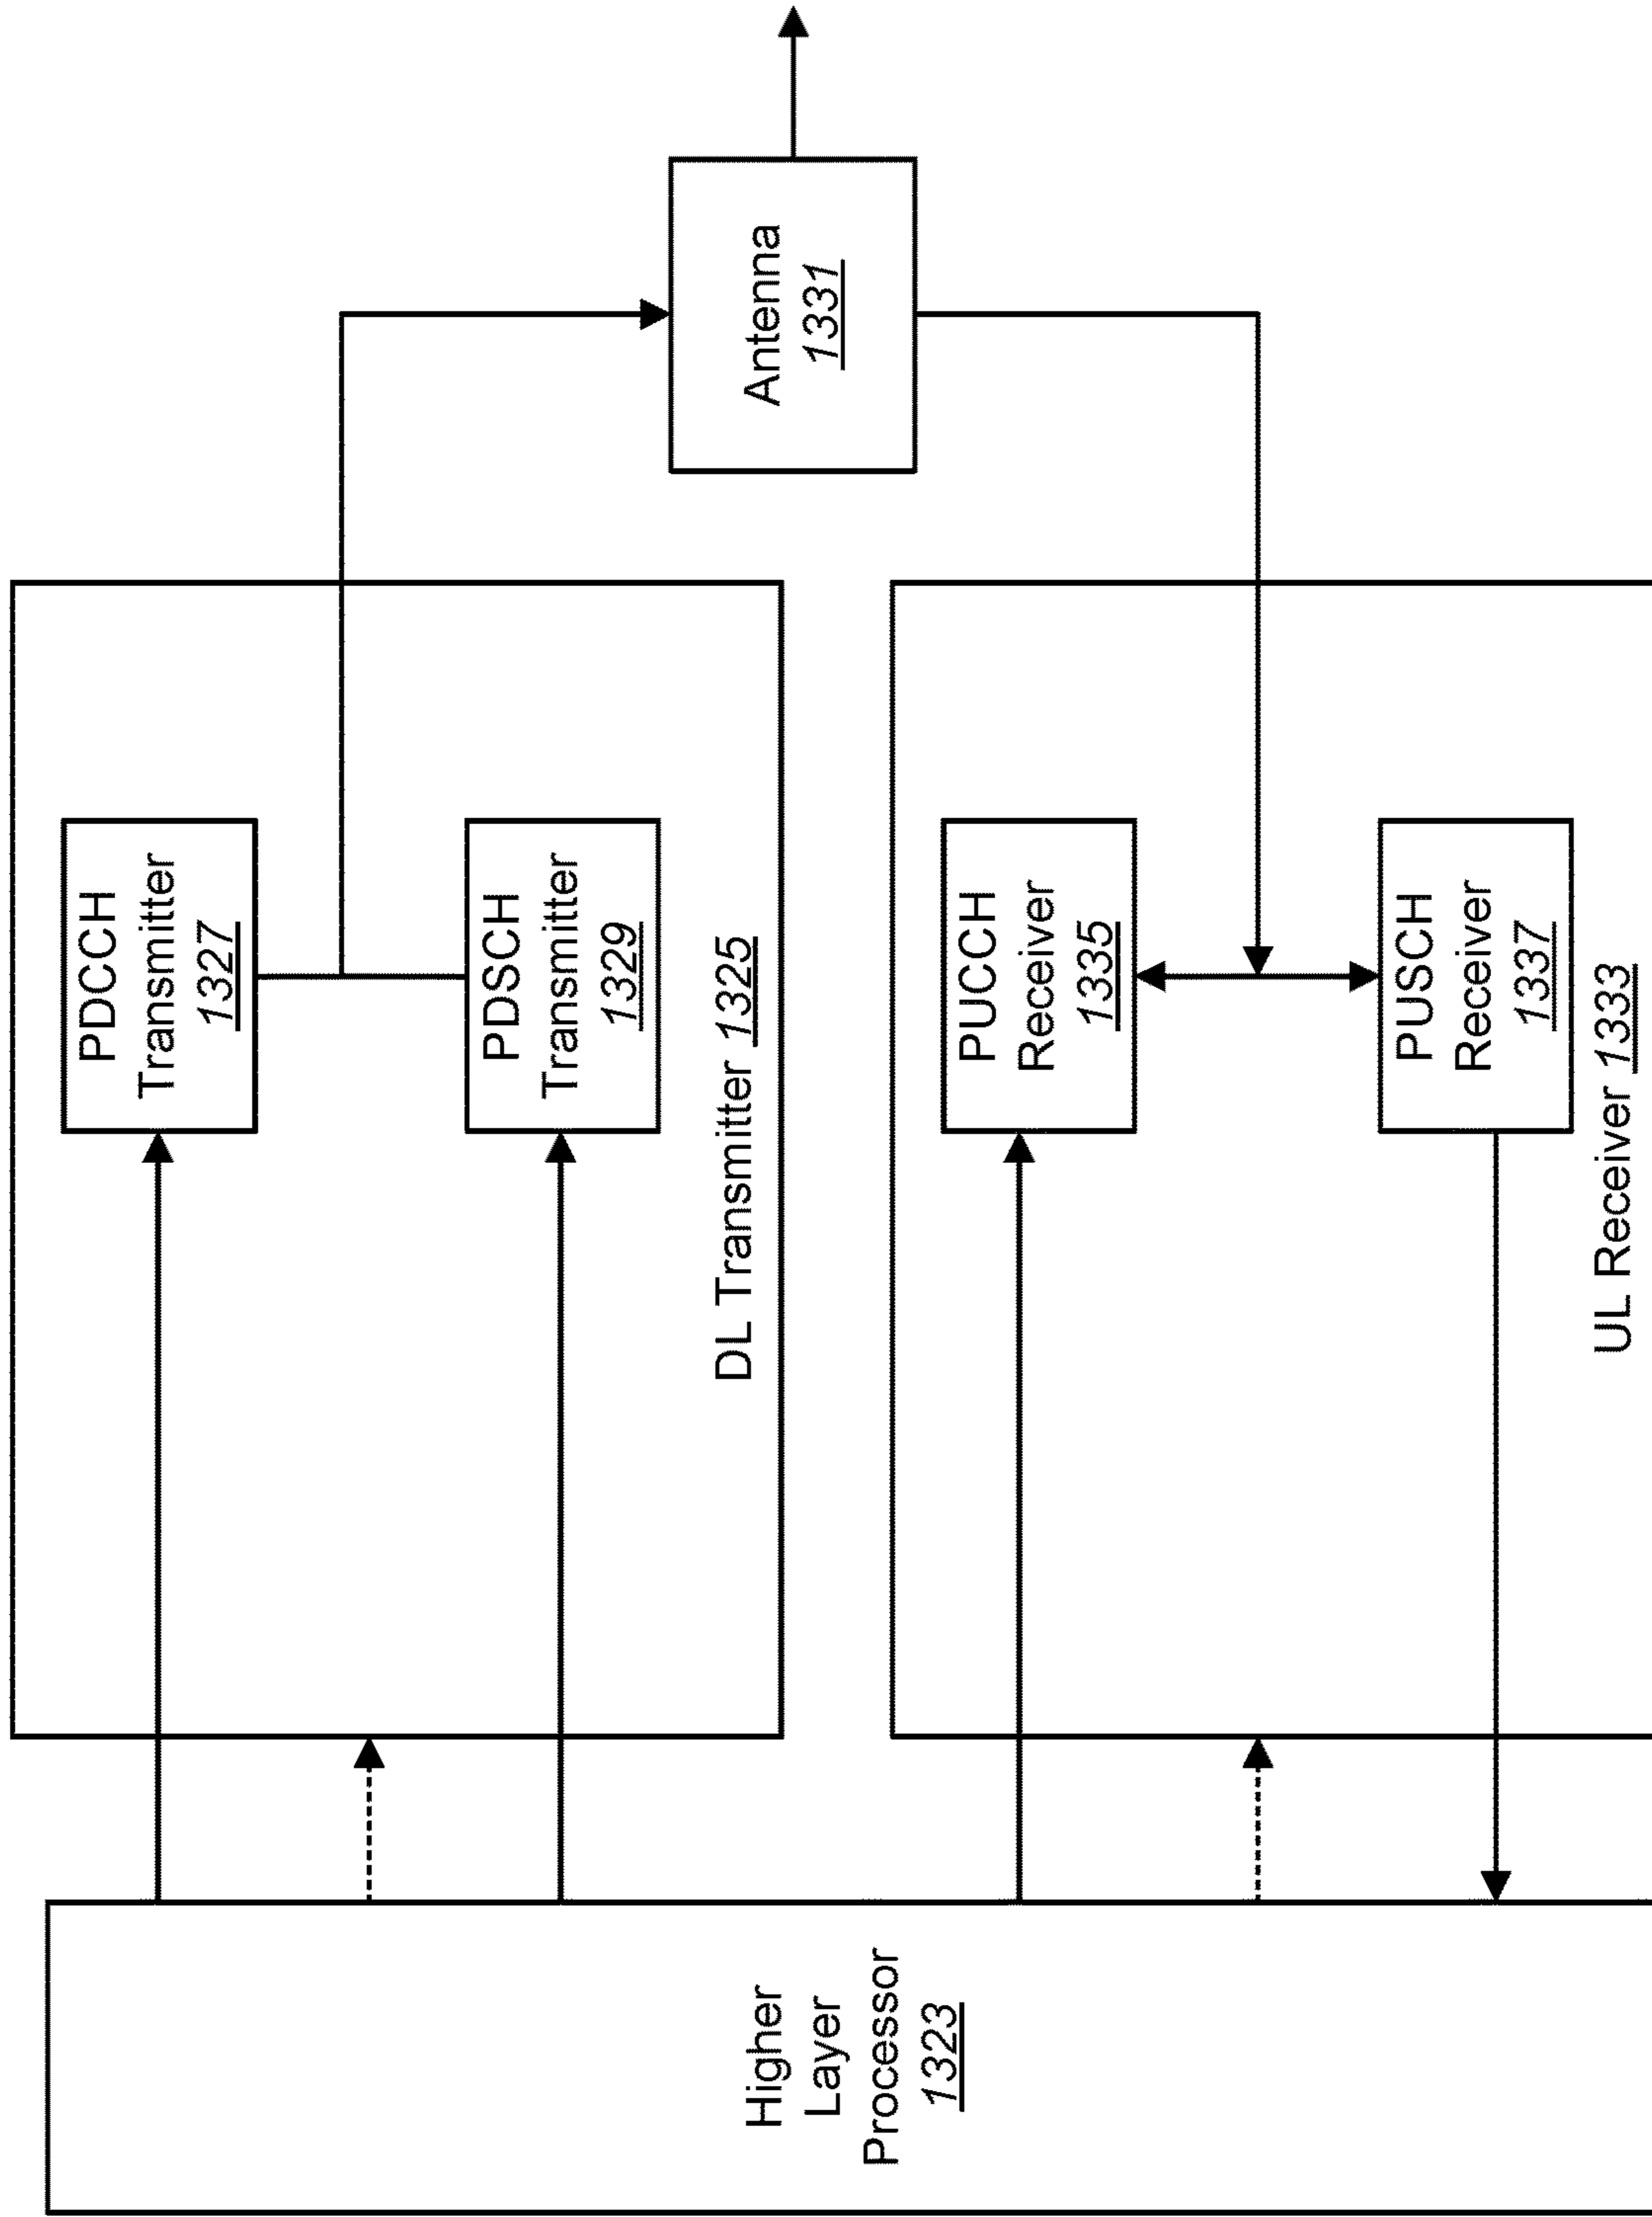 Higher
Layer
Processor
1323
PDCCH
Transmitter
1327
PDSCH
Transmitter
1329
DL Transmitter 1325
PUCCH
Receiver
1335
PUSCH
Receiver
1337
UL Receiver 1333
Antenna
1331